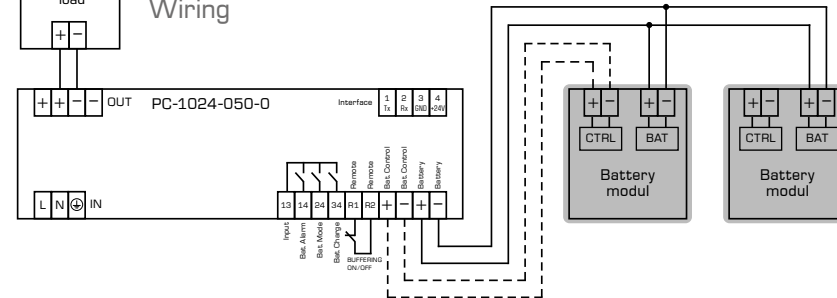 load
Wiring
+ −
+ + − − OUT
PC-1024-050-0
Interface
1 2 3 4
Tx Rx GND +24V
+ − + −
CTRL BAT
Battery
modul
+ − + −
CTRL BAT
Battery
modul
L N IN
Remote
Remote
Bat. Control
Bat. Control
Battery
Battery
13 14 24 34 R1 R2 + − + −
Input
Bat. Alarm
Bat. Mode
Bat. Charge
BUFFERING
ON/OFF